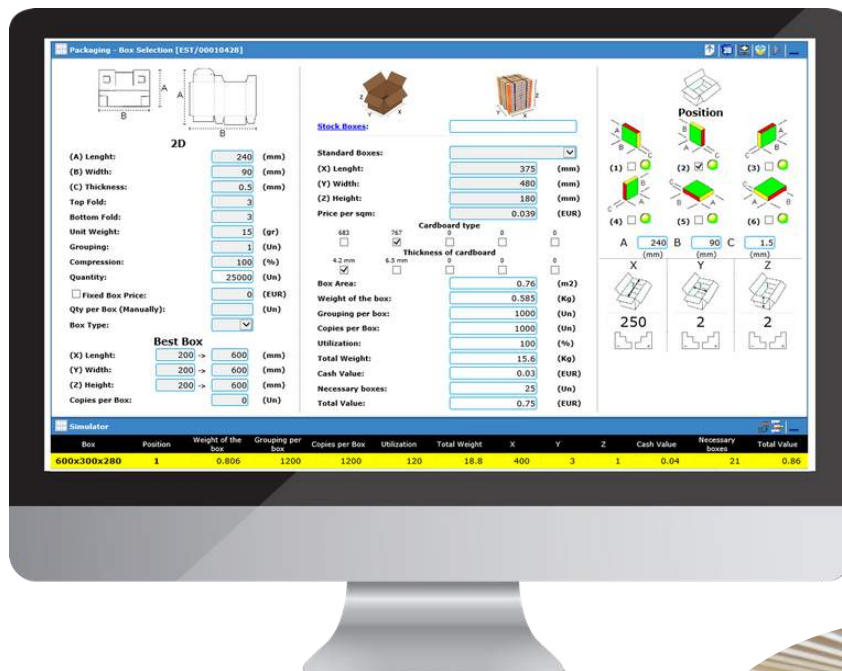 Packaging - Box Selection [EST/00010428]
A
B
A
B
2D
(A) Lenght: 240 (mm)
(B) Width: 90 (mm)
(C) Thickness: 0.5 (mm)
Top Fold: 3
Bottom Fold: 3
Unit Weight: 15 (gr)
Grouping: 1 (Un)
Compression: 100 (%)
Quantity: 25000 (Un)
Fixed Box Price: 0 (EUR)
Qty per Box (Manually): (Un)
Box Type:
Best Box
(X) Lenght: 200 -> 600 (mm)
(Y) Width: 200 -> 600 (mm)
(Z) Height: 200 -> 600 (mm)
Copies per Box: 0 (Un)
Z
Y X
Z
Y X
Stock Boxes:
Standard Boxes:
(X) Lenght: 375 (mm)
(Y) Width: 480 (mm)
(Z) Height: 180 (mm)
Price per sqm: 0.039 (EUR)
Cardboard type
683 767 0 0 0
Thickness of cardboard
4.2 mm 6.5 mm 0 0 0
Box Area: 0.76 (m2)
Weight of the box: 0.585 (Kg)
Grouping per box: 1000 (Un)
Copies per Box: 1000 (Un)
Utilization: 100 (%)
Total Weight: 15.6 (Kg)
Cash Value: 0.03 (EUR)
Necessary boxes: 25 (Un)
Total Value: 0.75 (EUR)
Position
A B C
A B C
A B C
(1) (2) (3)
A B C
C A B
C B A
(4) (5) (6)
A 240 B 90 C 1.5
(mm) (mm) (mm)
X Y Z
250 2 2
Simulator
Box Position Weight of the box Grouping per box Copies per Box Utilization Total Weight X Y Z Cash Value Necessary boxes Total Value
600x300x280 1 0.806 1200 1200 120 18.8 400 3 1 0.04 21 0.86